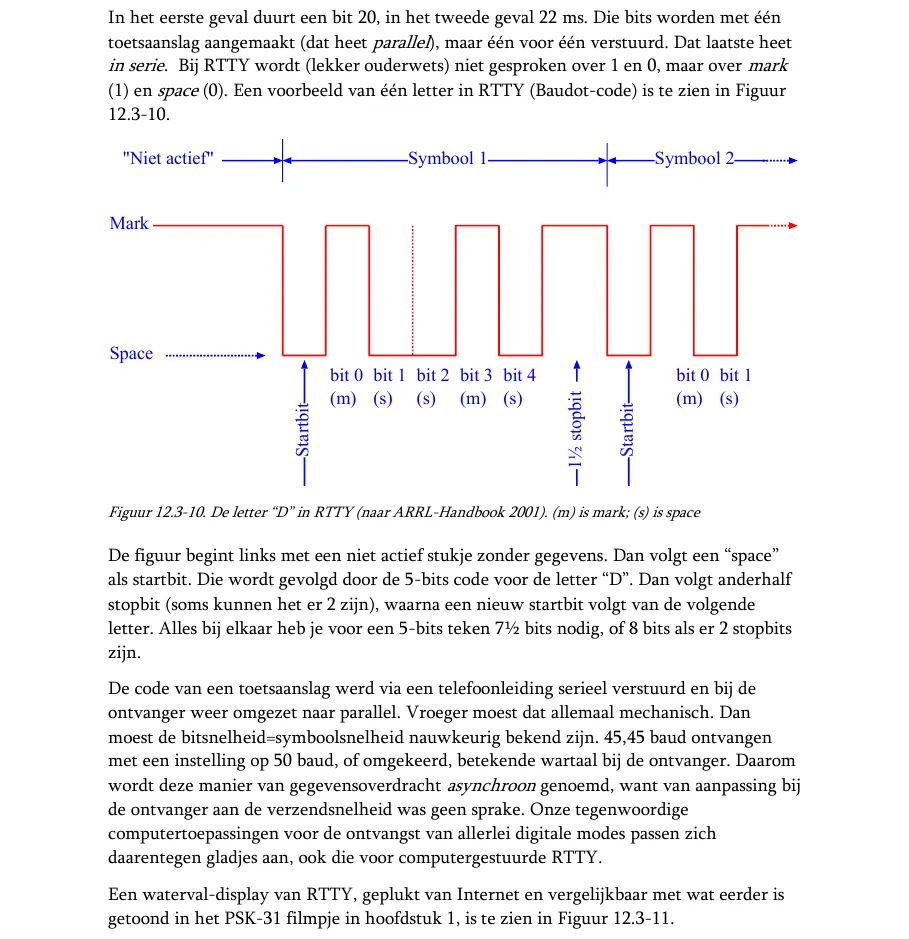 In het eerste geval duurt een bit 20, in het tweede geval 22 ms. Die bits worden met één
toetsaanslag aangemaakt (dat heet parallel), maar één voor één verstuurd. Dat laatste heet
in serie. Bij RTTY wordt (lekker ouderwets) niet gesproken over 1 en 0, maar over mark
(1) en space (0). Een voorbeeld van één letter in RTTY (Baudot-code) is te zien in Figuur
12.3-10.
"Niet actief" Symbool 1 Symbool 2
Mark
Space
bit 0 bit 1 bit 2 bit 3 bit 4 bit 0 bit 1
(m) (s) (s) (m) (s) (m) (s)
Startbit 1½ stopbit Startbit
Figuur 12.3-10. De letter “D” in RTTY (naar ARRL-Handbook 2001). (m) is mark; (s) is space
De figuur begint links met een niet actief stukje zonder gegevens. Dan volgt een “space”
als startbit. Die wordt gevolgd door de 5-bits code voor de letter “D”. Dan volgt anderhalf
stopbit (soms kunnen het er 2 zijn), waarna een nieuw startbit volgt van de volgende
letter. Alles bij elkaar heb je voor een 5-bits teken 7½ bits nodig, of 8 bits als er 2 stopbits
zijn.
De code van een toetsaanslag werd via een telefoonleiding serieel verstuurd en bij de
ontvanger weer omgezet naar parallel. Vroeger moest dat allemaal mechanisch. Dan
moest de bitsnelheid=symboolsnelheid nauwkeurig bekend zijn. 45,45 baud ontvangen
met een instelling op 50 baud, of omgekeerd, betekende wartaal bij de ontvanger. Daarom
wordt deze manier van gegevensoverdracht asynchroon genoemd, want van aanpassing bij
de ontvanger aan de verzendsnelheid was geen sprake. Onze tegenwoordige
computertoepassingen voor de ontvangst van allerlei digitale modes passen zich
daarentegen gladjes aan, ook die voor computergestuurde RTTY.
Een waterval-display van RTTY, geplukt van Internet en vergelijkbaar met wat eerder is
getoond in het PSK-31 filmpje in hoofdstuk 1, is te zien in Figuur 12.3-11.